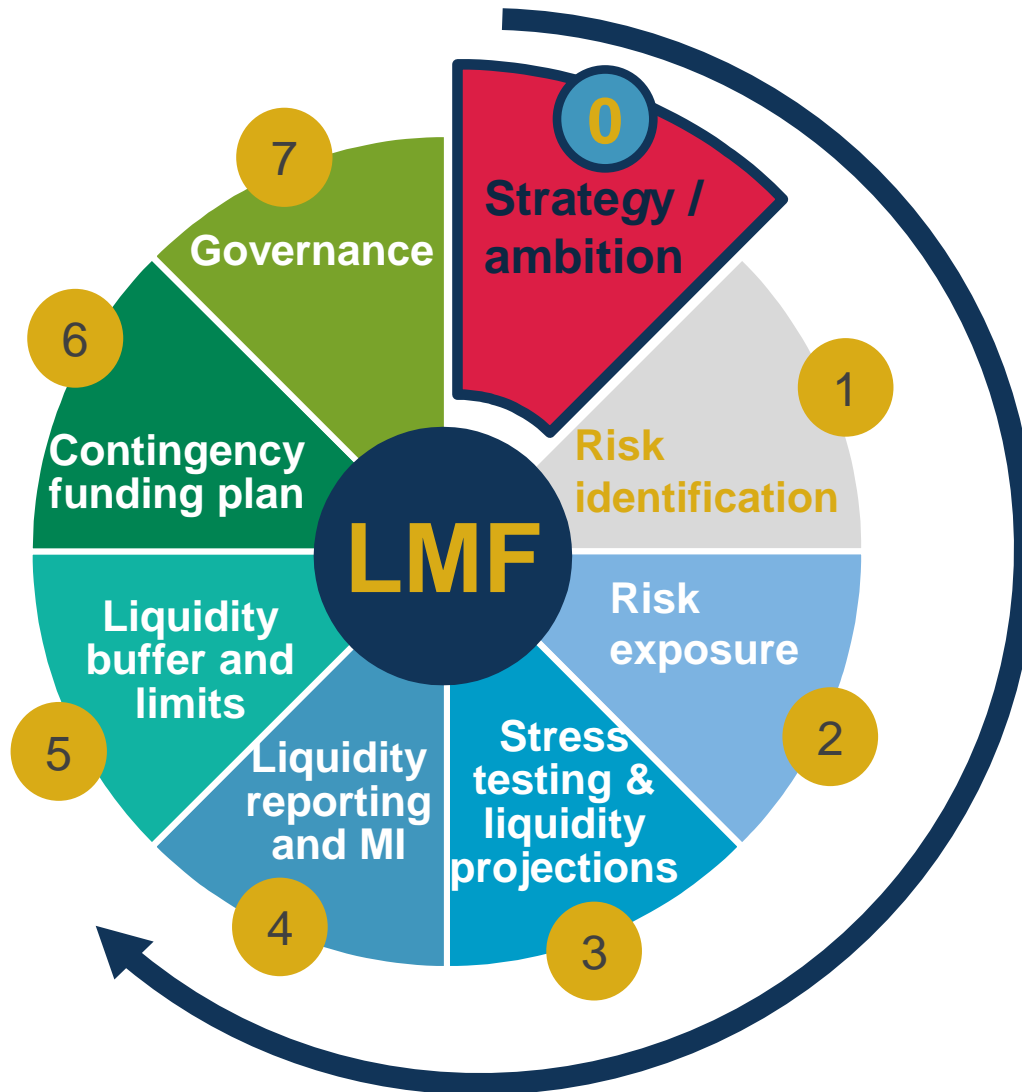 0
Strategy /
ambition
1
Risk
identification
2
Risk
exposure
3
Stress
testing &
liquidity
projections
4
Liquidity
reporting
and MI
5
Liquidity
buffer and
limits
6
Contingency
funding plan
7
Governance
LMF